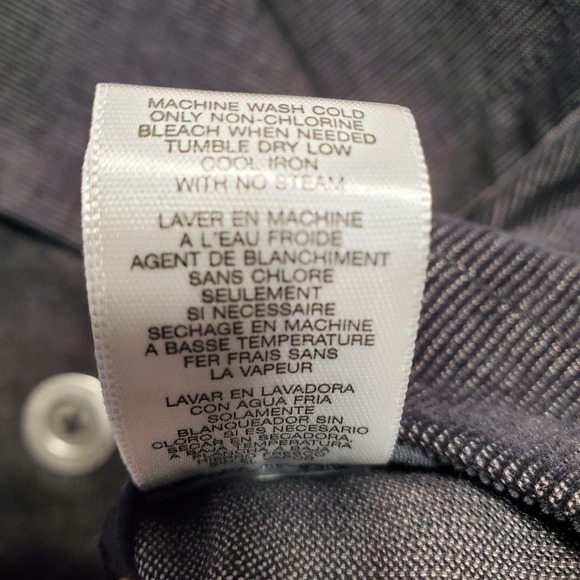 MACHINE WASH COLD
ONLY NON-CHLORINE
BLEACH WHEN NEEDED
TUMBLE DRY LOW
COOL IRON
WITH NO STEAM
LAVER EN MACHINE
A L'EAU FROIDE
AGENT DE BLANCHIMENT
SANS CHLORE
SEULEMENT
SI NECESSAIRE
SECHAGE EN MACHINE
A BASSE TEMPERATURE
FER FRAIS SANS
LA VAPEUR
LAVAR EN LAVADORA
CON AGUA FRIA
SOLAMENTE
BLANQUEADOR SIN
CLORO, SI ES NECESARIO
SECAR EN SECADORA
A BAJA TEMPERATURA